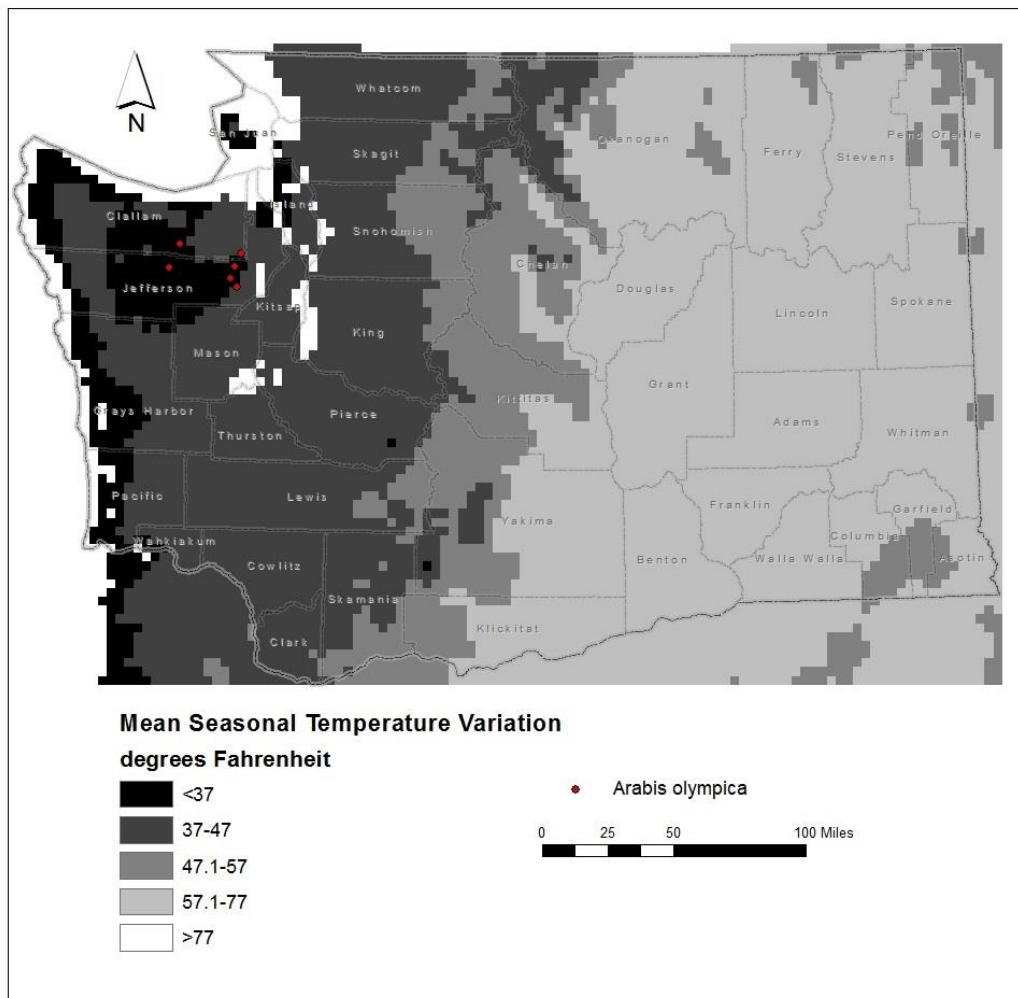 N
Whatcom
San Juan
Okanogan
Pend Oreille
Skagit
Ferry
Stevens
Island
Clallam
Snohomish
Chelan
Jefferson
Douglas
Kitsap
Lincoln
Spokane
King
Mason
Grant
Grays Harbor
Kittitas
Pierce
Adams
Thurston
Whitman
Pacific
Lewis
Franklin
Garfield
Yakima
Columbia
Wahkiakum
Benton
Walla Walla
Asotin
Cowlitz
Skamania
Klickitat
Clark
Mean Seasonal Temperature Variation
degrees Fahrenheit
<37
37-47
47.1-57
57.1-77
>77
Arabis olympica
0 25 50 100 Miles